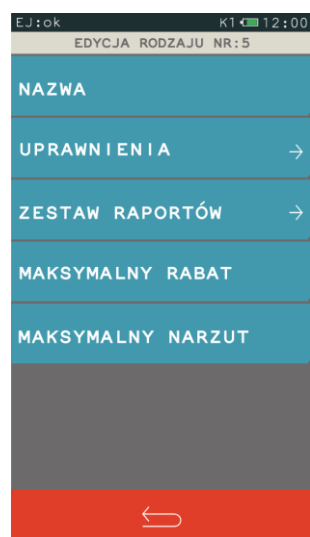 EJ:ok K1 12:00
EDYCJA RODZAJU NR:5
NAZWA
UPRAWNIENIA
ZESTAW RAPORTÓW
MAKSYMALNY RABAT
MAKSYMALNY NARZUT